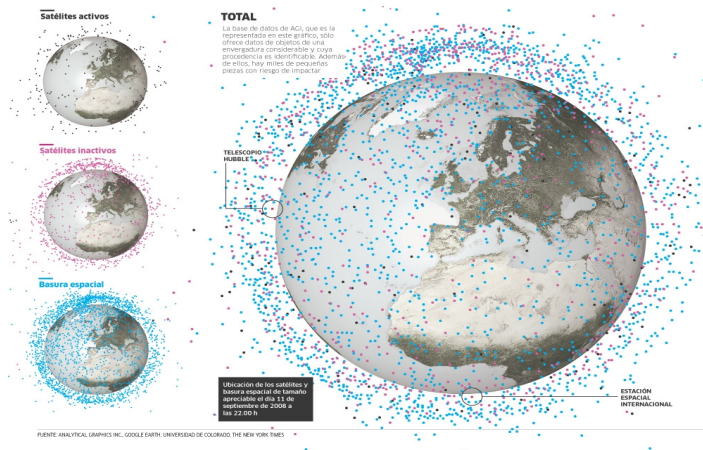 Satélites activos
TOTAL
La base de datos de AGI, que es la
representada en este gráfico, sólo
ofrece datos de objetos de una
envergadura considerable y cuya
procedencia es identificable. Además
de ellos, hay miles de pequeñas
piezas con riesgo de impactar
Satélites inactivos
TELESCOPIO
HUBBLE
Basura espacial
Ubicación de los satélites y
basura espacial de tamaño
apreciable el día 11 de
septiembre de 2008 a
las 22.00 h
ESTACIÓN
ESPACIAL
INTERNACIONAL
FUENTE: ANALYTICAL GRAPHICS INC., GOOGLE EARTH, UNIVERSIDAD DE COLORADO, THE NEW YORK TIMES